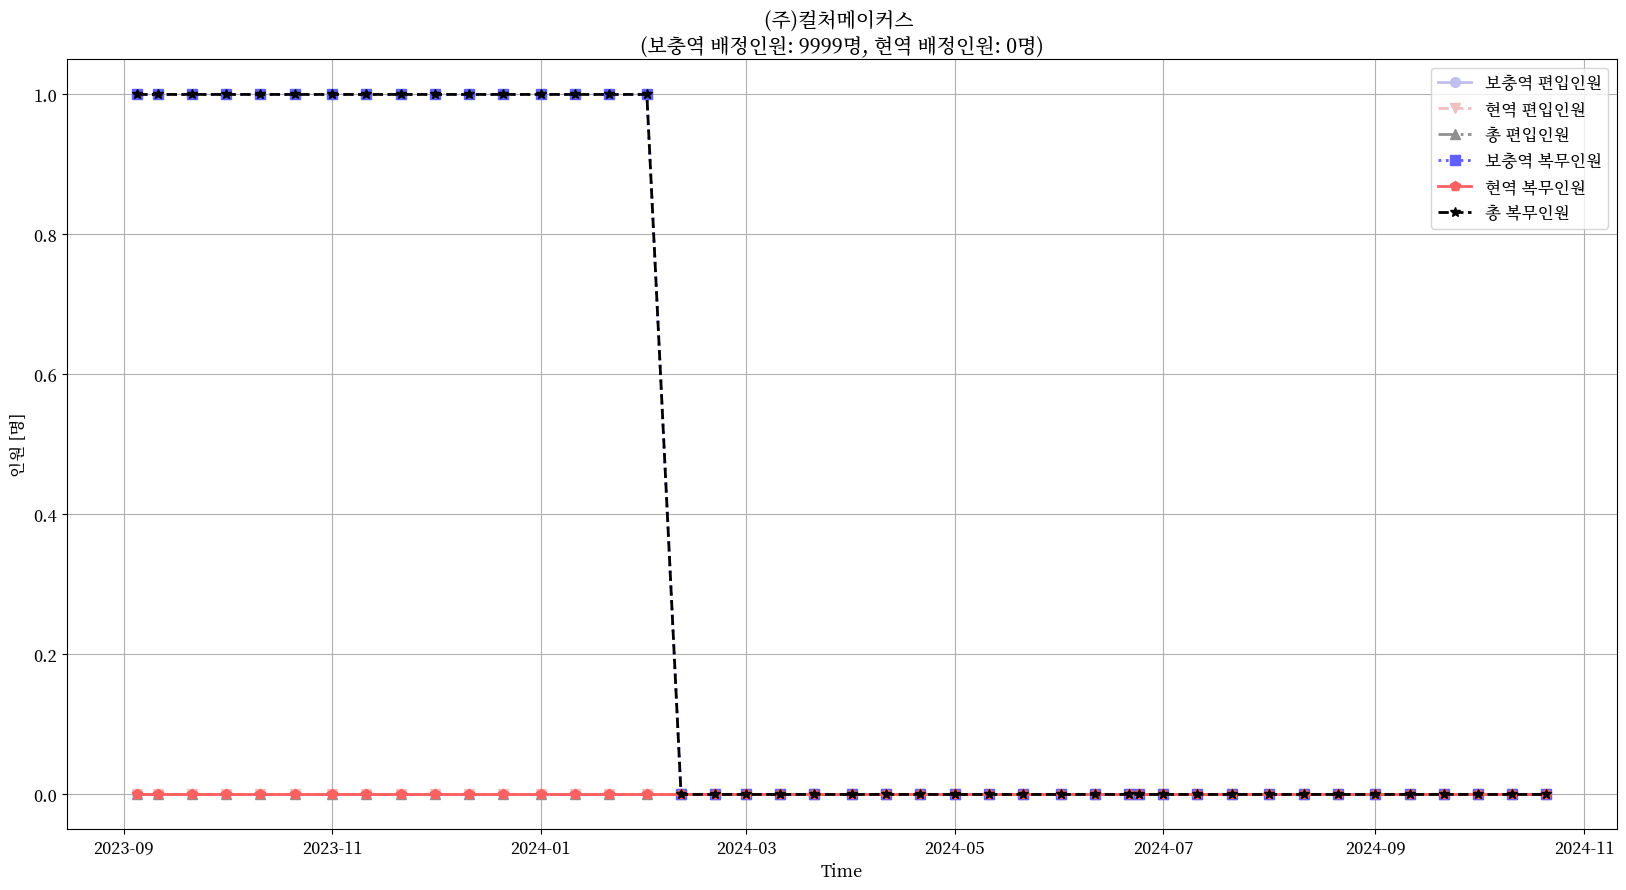 (주)컬처메이커스
(보충역 배정인원: 9999명, 현역 배정인원: 0명)
보충역 편입인원
현역 편입인원
총 편입인원
보충역 복무인원
현역 복무인원
총 복무인원
인원 [명]
1.0
0.8
0.6
0.4
0.2
0.0
2023-09
2023-11
2024-01
2024-03
2024-05
2024-07
2024-09
2024-11
Time